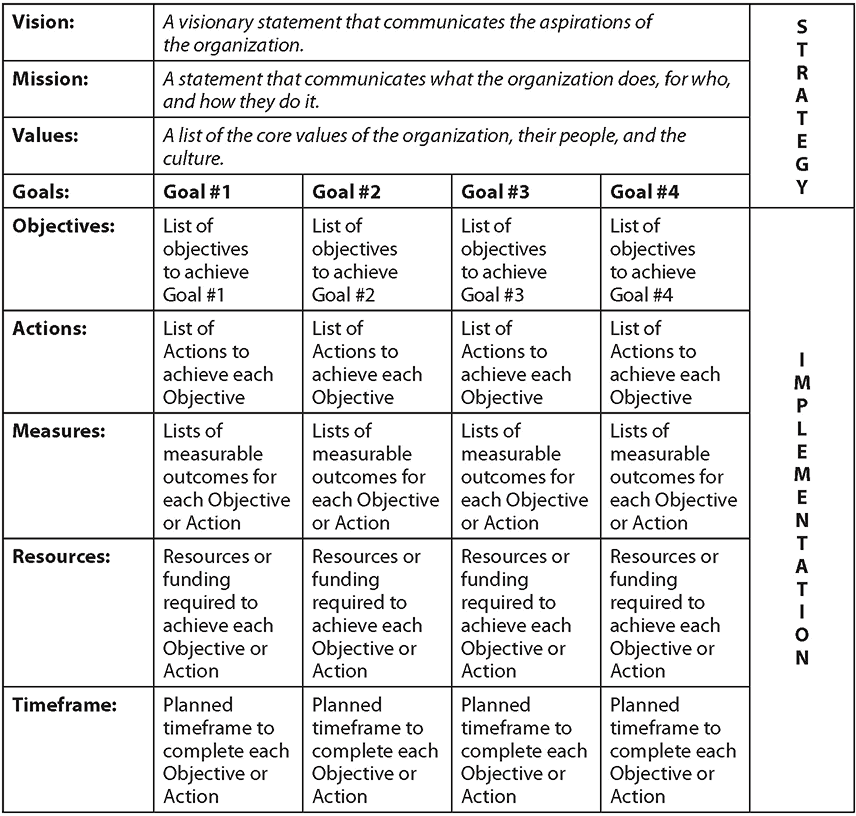 Vision:
A visionary statement that communicates the aspirations of
the organization.
Mission:
A statement that communicates what the organization does, for who,
and how they do it.
Values:
A list of the core values of the organization, their people, and the
culture.
Goals:
Goal #1
Goal #2
Goal #3
Goal #4
STRATEGY
Objectives:
List of
objectives
to achieve
Goal #1
List of
objectives
to achieve
Goal #2
List of
objectives
to achieve
Goal #3
List of
objectives
to achieve
Goal #4
Actions:
List of
Actions to
achieve each
Objective
List of
Actions to
achieve each
Objective
List of
Actions to
achieve each
Objective
List of
Actions to
achieve each
Objective
Measures:
Lists of
measurable
outcomes for
each Objective
or Action
Lists of
measurable
outcomes for
each Objective
or Action
Lists of
measurable
outcomes for
each Objective
or Action
Lists of
measurable
outcomes for
each Objective
or Action
Resources:
Resources or
funding
required to
achieve each
Objective or
Action
Resources or
funding
required to
achieve each
Objective or
Action
Resources or
funding
required to
achieve each
Objective or
Action
Resources or
funding
required to
achieve each
Objective or
Action
Timeframe:
Planned
timeframe to
complete each
Objective or
Action
Planned
timeframe to
complete each
Objective or
Action
Planned
timeframe to
complete each
Objective or
Action
Planned
timeframe to
complete each
Objective or
Action
IMPLEMENTATION